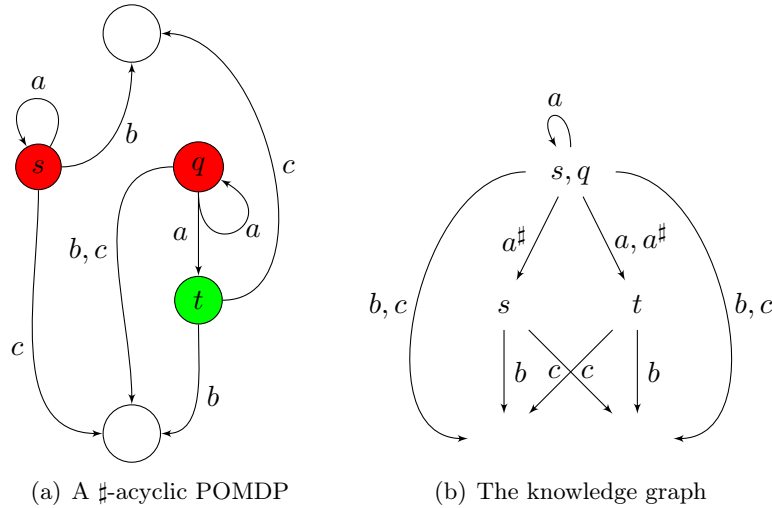 a
b
s
q
c
a
a
b, c
t
c
b
(a) A ♯-acyclic POMDP
a
s, q
a♯
a, a♯
b, c
s
t
b, c
b
c
c
b
(b) The knowledge graph